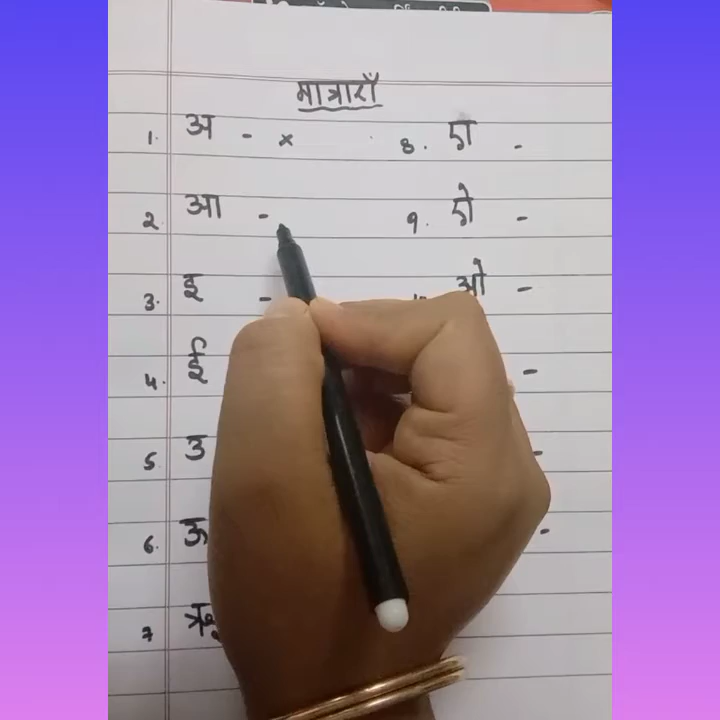 मात्राएँ
1. अ - × 8. ए -
2. आ - 9. ऐ -
3. इ - ओ -
4. ई -
5 उ -
6. ऊ -
7 ऋ